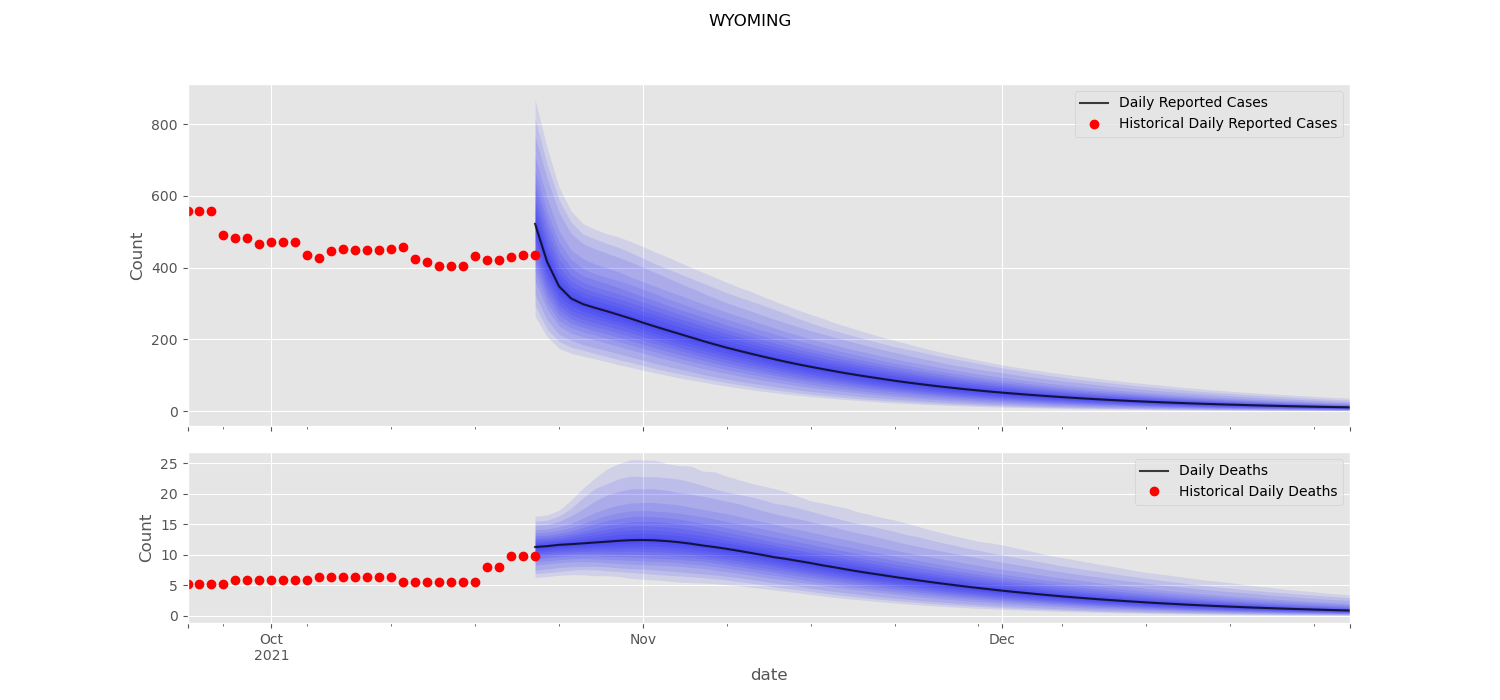 WYOMING
Count
800
600
400
200
0
Daily Reported Cases
Historical Daily Reported Cases
Count
25
20
15
10
5
0
Daily Deaths
Historical Daily Deaths
Oct
2021
Nov
Dec
date